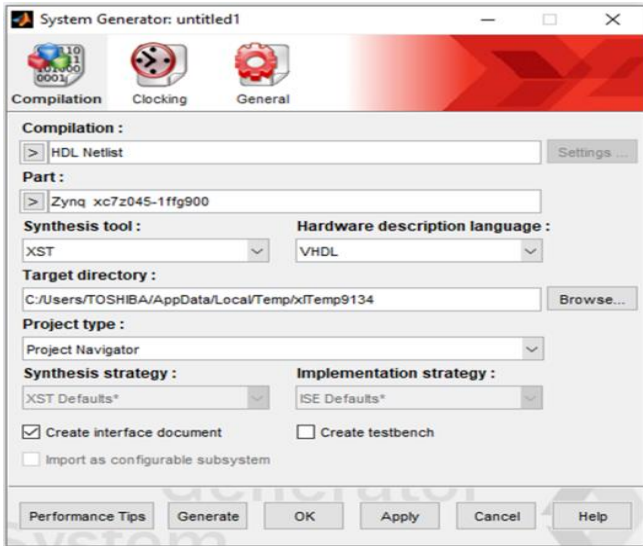 System Generator: untitled1
Compilation Clocking General
Compilation :
> HDL Netlist Settings ...
Part :
> Zynq xc7z045-1ffg900
Synthesis tool : Hardware description language :
XST VHDL
Target directory :
C:/Users/TOSHIBA/AppData/Local/Temp/xlTemp9134 Browse...
Project type :
Project Navigator
Synthesis strategy : Implementation strategy :
XST Defaults* ISE Defaults*
Create interface document Create testbench
Import as configurable subsystem
Performance Tips Generate OK Apply Cancel Help
System Generator